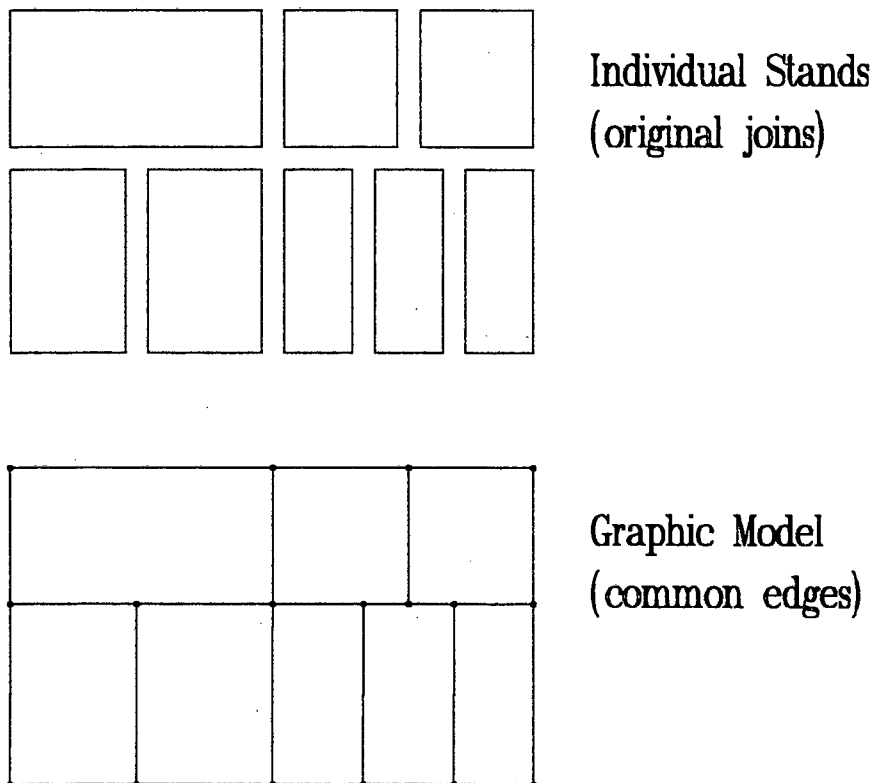 Individual Stands
(original joins)
Graphic Model
(common edges)